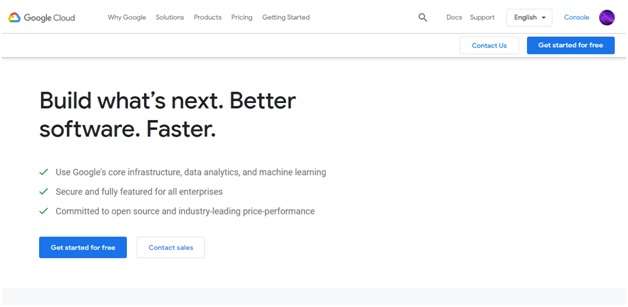 Google Cloud Why Google Solutions Products Pricing Getting Started Docs Support English Console
Contact Us Get started for free
Build what's next. Better
software. Faster.
Use Google's core infrastructure, data analytics, and machine learning
Secure and fully featured for all enterprises
Committed to open source and industry-leading price-performance
Get started for free Contact sales